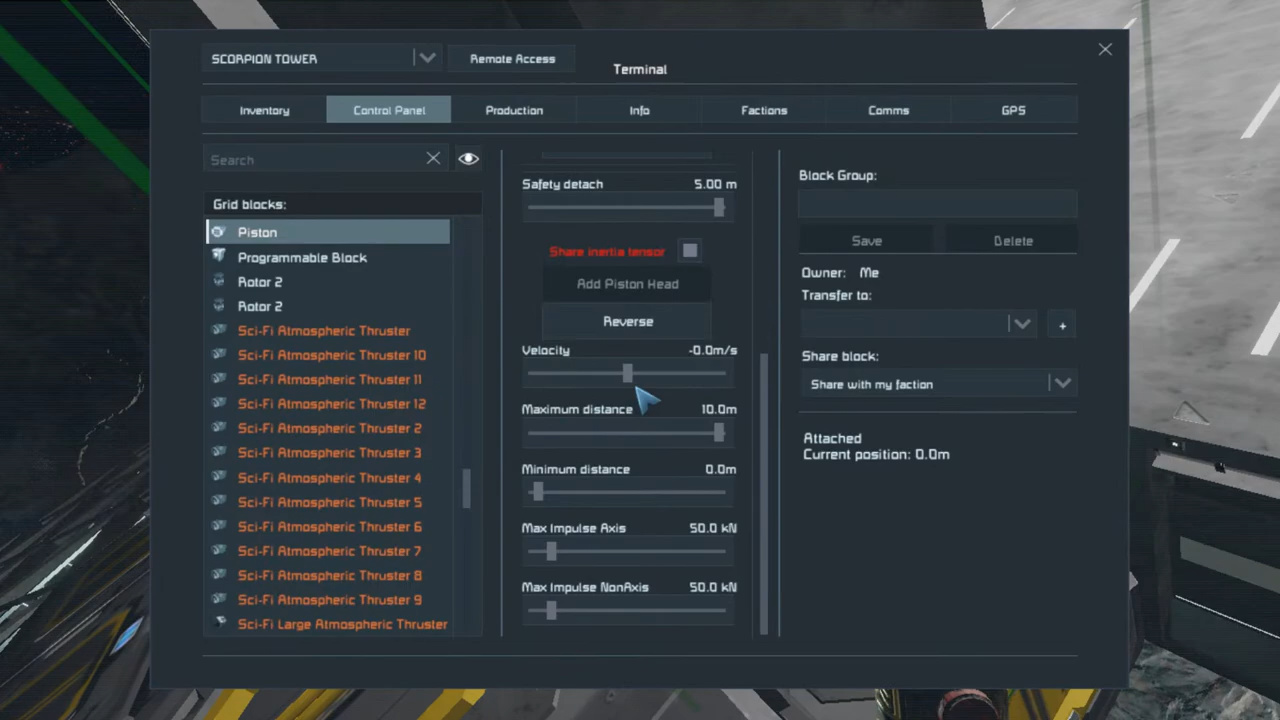 SCORPION TOWER
Remote Access
Terminal
Inventory
Control Panel
Production
Info
Factions
Comms
GPS
Search
Grid blocks:
Piston
Programmable Block
Rotor 2
Rotor 2
Sci-Fi Atmospheric Thruster
Sci-Fi Atmospheric Thruster 10
Sci-Fi Atmospheric Thruster 11
Sci-Fi Atmospheric Thruster 12
Sci-Fi Atmospheric Thruster 2
Sci-Fi Atmospheric Thruster 3
Sci-Fi Atmospheric Thruster 4
Sci-Fi Atmospheric Thruster 5
Sci-Fi Atmospheric Thruster 6
Sci-Fi Atmospheric Thruster 7
Sci-Fi Atmospheric Thruster 8
Sci-Fi Atmospheric Thruster 9
Sci-Fi Large Atmospheric Thruster
Safety detach 5.00 m
Share inertia tensor
Add Piston Head
Reverse
Velocity -0.0m/s
Maximum distance 10.0m
Minimum distance 0.0m
Max Impulse Axis 50.0 kN
Max Impulse NonAxis 50.0 kN
Block Group:
Save
Delete
Owner: Me
Transfer to:
+
Share block:
Share with my faction
Attached
Current position: 0.0m